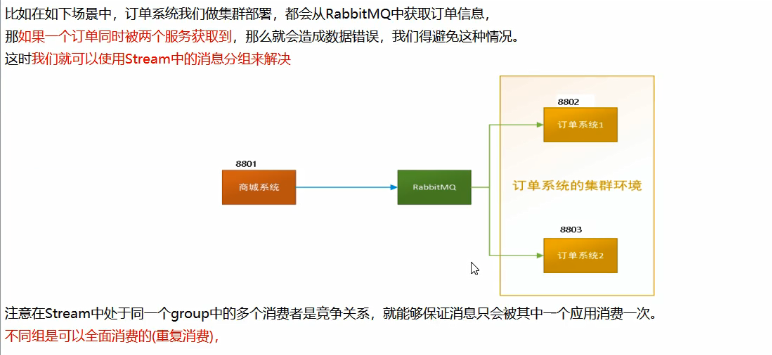 比如在如下场景中，订单系统我们做集群部署，都会从RabbitMQ中获取订单信息，
那如果一个订单同时被两个服务获取到，那么就会造成数据错误，我们得避免这种情况。
这时我们就可以使用Stream中的消息分组来解决
8802
订单系统1
8801
商城系统
RabbitMQ
订单系统的集群环境
8803
订单系统2
注意在Stream中处于同一个group中的多个消费者是竞争关系，就能够保证消息只会被其中一个应用消费一次。
不同组是可以全面消费的(重复消费)，